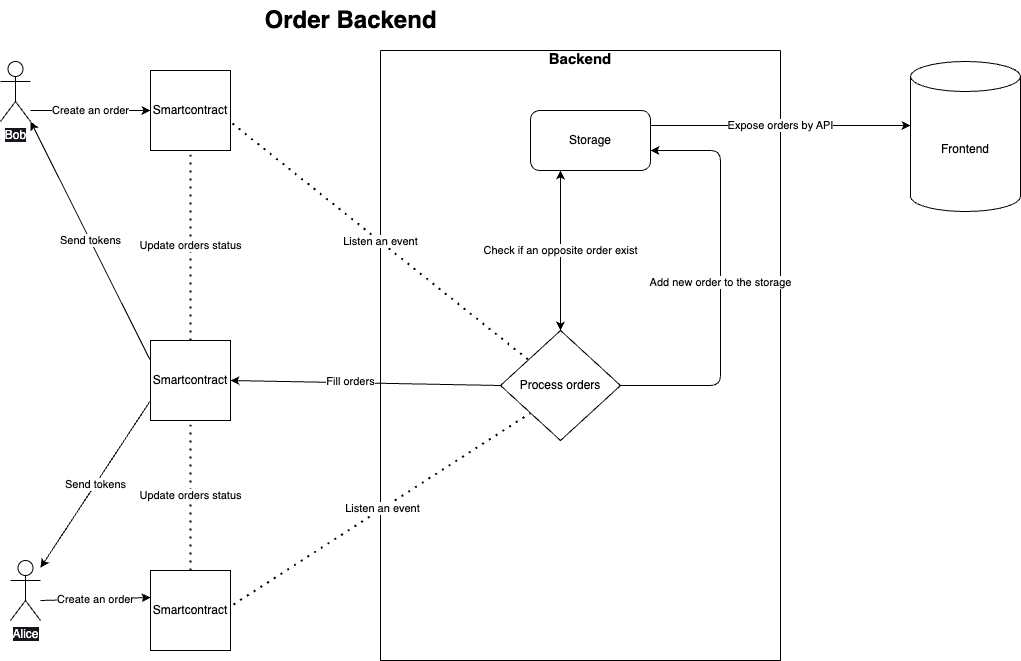 Order Backend
Backend
Bob
Create an order
Smartcontract
Storage
Expose orders by API
Frontend
Send tokens
Update orders status
Listen an event
Check if an opposite order exist
Add new order to the storage
Smartcontract
Fill orders
Process orders
Send tokens
Update orders status
Listen an event
Create an order
Smartcontract
Alice